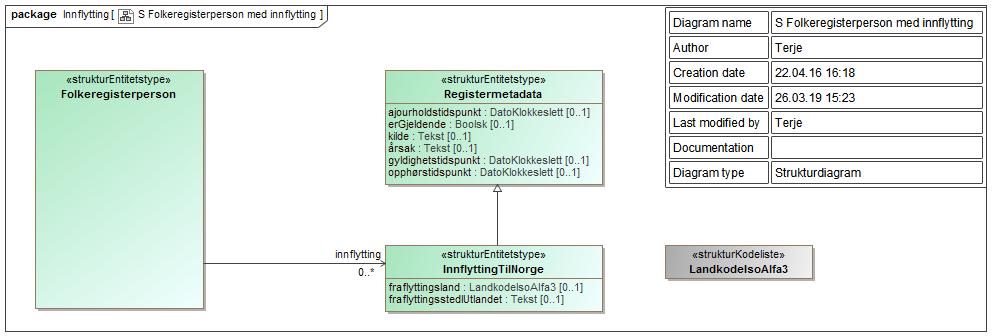 package Innflytting [ S Folkeregisterperson med innflytting ]
Diagram name S Folkeregisterperson med innflytting
Author Terje
Creation date 22.04.16 16:18
Modification date 26.03.19 15:23
Last modified by Terje
Documentation
Diagram type Strukturdiagram
«strukturEntitetstype»
Folkeregisterperson
«strukturEntitetstype»
Registermetadata
ajourholdstidspunkt : DatoKlokkeslett [0..1]
erGjeldende : Boolsk [0..1]
kilde : Tekst [0..1]
årsak : Tekst [0..1]
gyldighetstidspunkt : DatoKlokkeslett [0..1]
opphørstidspunkt : DatoKlokkeslett [0..1]
innflytting
0..*
«strukturEntitetstype»
InnflyttingTilNorge
fraflyttingsland : LandkodeIsoAlfa3 [0..1]
fraflyttingsstedIUtlandet : Tekst [0..1]
«strukturKodeliste»
LandkodeIsoAlfa3